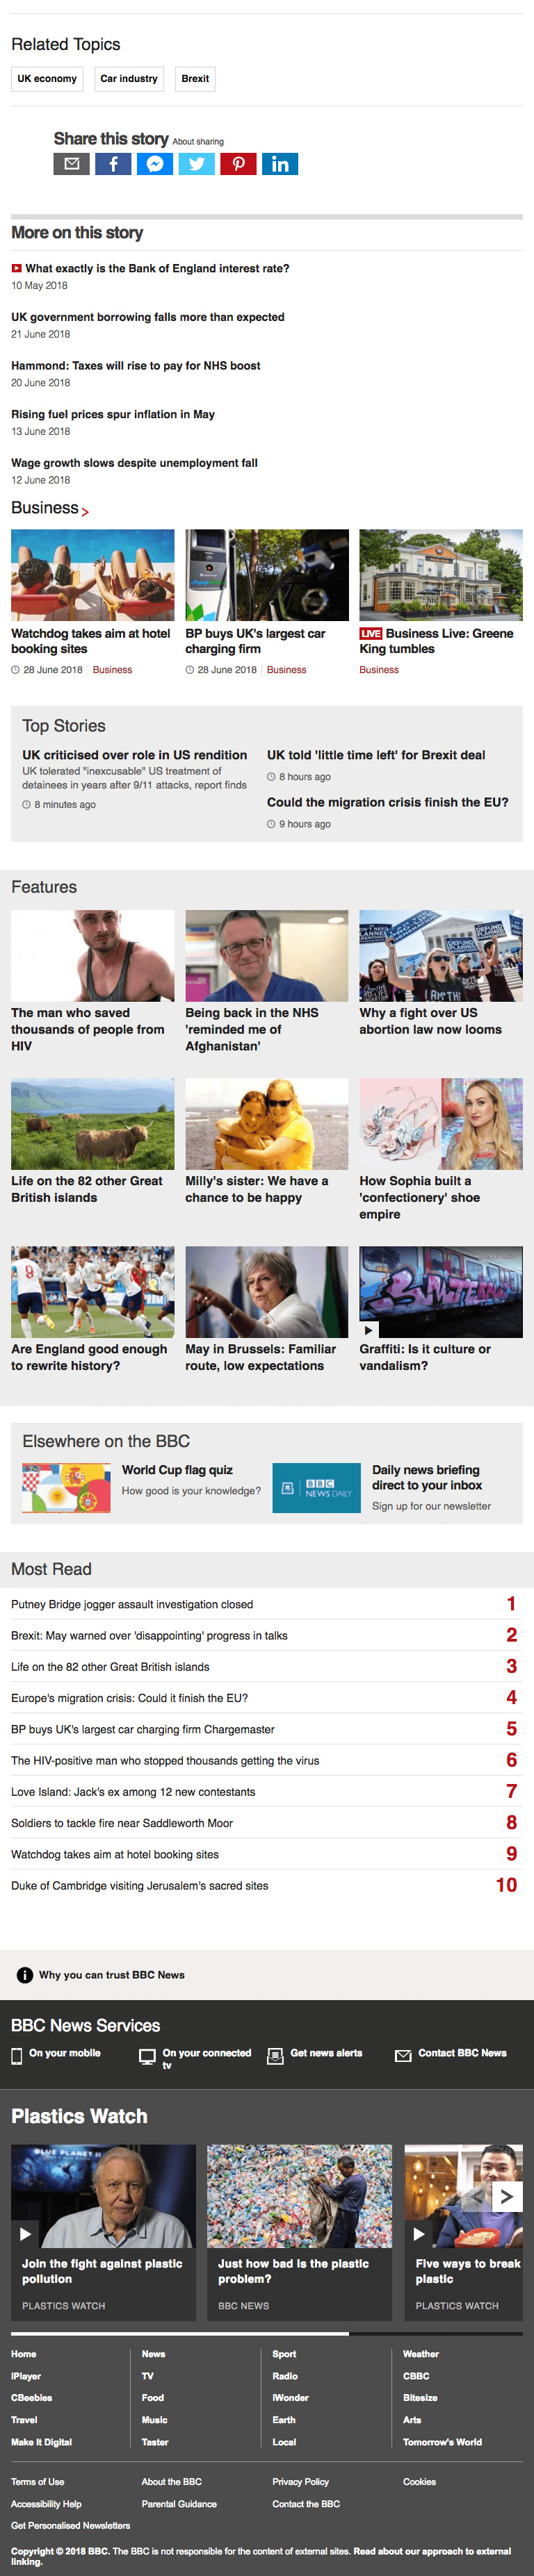 Related Topics
UK economy
Car industry
Brexit
Share this story About sharing
More on this story
What exactly is the Bank of England interest rate?
10 May 2018
UK government borrowing falls more than expected
21 June 2018
Hammond: Taxes will rise to pay for NHS boost
20 June 2018
Rising fuel prices spur inflation in May
13 June 2018
Wage growth slows despite unemployment fall
12 June 2018
Business
Watchdog takes aim at hotel
booking sites
28 June 2018 Business
BP buys UK's largest car
charging firm
28 June 2018 Business
LIVE Business Live: Greene
King tumbles
Business
Top Stories
UK criticised over role in US rendition
UK tolerated "inexcusable" US treatment of
detainees in years after 9/11 attacks, report finds
8 minutes ago
UK told 'little time left' for Brexit deal
8 hours ago
Could the migration crisis finish the EU?
9 hours ago
Features
The man who saved
thousands of people from
HIV
Being back in the NHS
'reminded me of
Afghanistan'
Why a fight over US
abortion law now looms
Life on the 82 other Great
British islands
Milly's sister: We have a
chance to be happy
How Sophia built a
'confectionery' shoe
empire
Are England good enough
to rewrite history?
May in Brussels: Familiar
route, low expectations
Graffiti: Is it culture or
vandalism?
Elsewhere on the BBC
World Cup flag quiz
How good is your knowledge?
BBC
NEWS DAILY
Daily news briefing
direct to your inbox
Sign up for our newsletter
Most Read
Putney Bridge jogger assault investigation closed 1
Brexit: May warned over 'disappointing' progress in talks 2
Life on the 82 other Great British islands 3
Europe's migration crisis: Could it finish the EU? 4
BP buys UK's largest car charging firm Chargemaster 5
The HIV-positive man who stopped thousands getting the virus 6
Love Island: Jack's ex among 12 new contestants 7
Soldiers to tackle fire near Saddleworth Moor 8
Watchdog takes aim at hotel booking sites 9
Duke of Cambridge visiting Jerusalem's sacred sites 10
Why you can trust BBC News
BBC News Services
On your mobile
On your connected
tv
Get news alerts
Contact BBC News
Plastics Watch
BLUE PLANET II
Join the fight against plastic
pollution
PLASTICS WATCH
Just how bad is the plastic
problem?
BBC NEWS
Five ways to break
plastic
PLASTICS WATCH
Home
News
Sport
Weather
iPlayer
TV
Radio
CBBC
CBeebies
Food
iWonder
Bitesize
Travel
Music
Earth
Arts
Make It Digital
Taster
Local
Tomorrow's World
Terms of Use
About the BBC
Privacy Policy
Cookies
Accessibility Help
Parental Guidance
Contact the BBC
Get Personalised Newsletters
Copyright © 2018 BBC. The BBC is not responsible for the content of external sites. Read about our approach to external
linking.